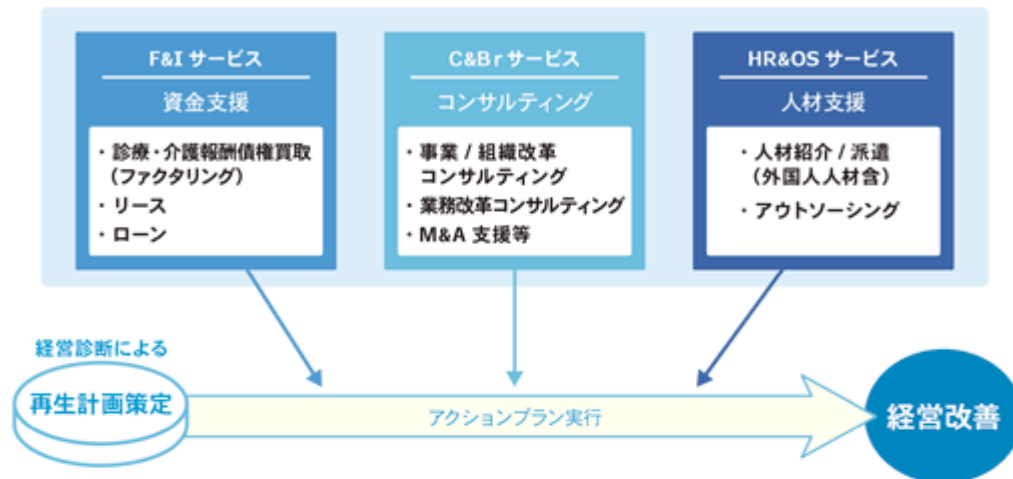 F&I サービス
資金支援
・診療・介護報酬債権買取
（ファクタリング）
・リース
・ローン
C&Br サービス
コンサルティング
・事業 / 組織改革
コンサルティング
・業務改革コンサルティング
・M&A 支援等
HR&OS サービス
人材支援
・人材紹介 / 派遣
（外国人人材含）
・アウトソーシング
経営診断による
再生計画策定
アクションプラン実行
経営改善